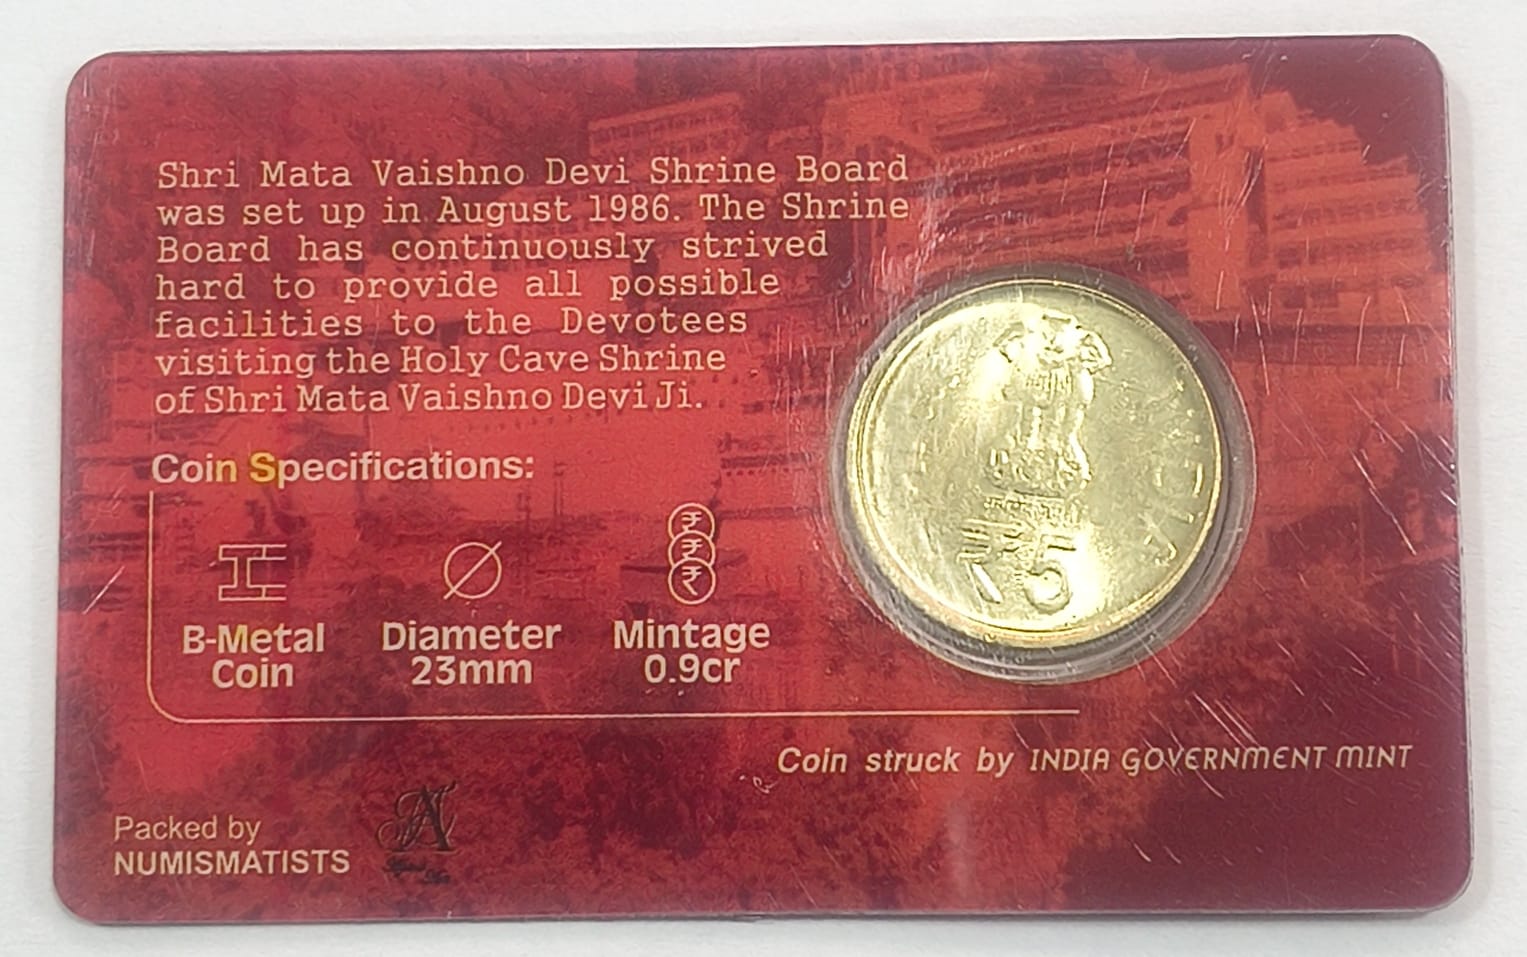 Shri Mata Vaishno Devi Shrine Board
was set up in August 1986. The Shrine
Board has continuously strived
hard to provide all possible
facilities to the Devotees
visiting the Holy Cave Shrine
of Shri Mata Vaishno Devi Ji.
Coin Specifications:
B-Metal
Coin
Diameter
23mm
Mintage
0.9cr
₹
₹
₹
INDIA
₹5
Coin struck by INDIA GOVERNMENT MINT
Packed by
NUMISMATISTS